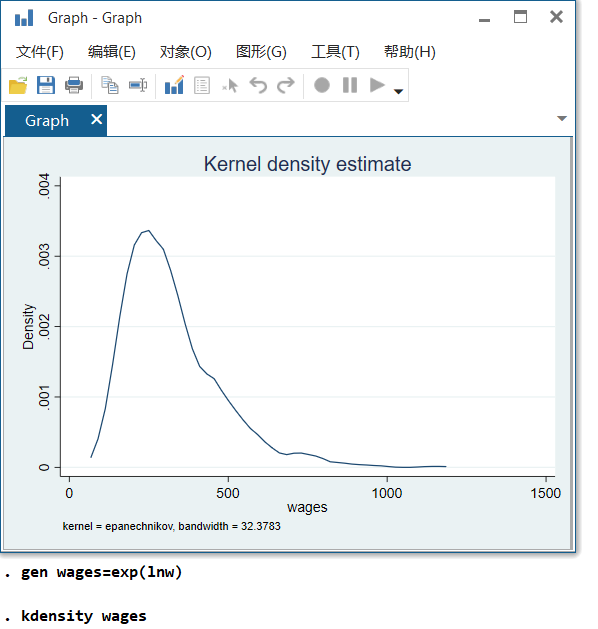 Graph - Graph
文件(F) 编辑(E) 对象(O) 图形(G) 工具(T) 帮助(H)
Graph
Kernel density estimate
.004
.003
.002
.001
0
Density
0 500 1000 1500
wages
kernel = epanechnikov, bandwidth = 32.3783
. gen wages=exp(lnw)
. kdensity wages